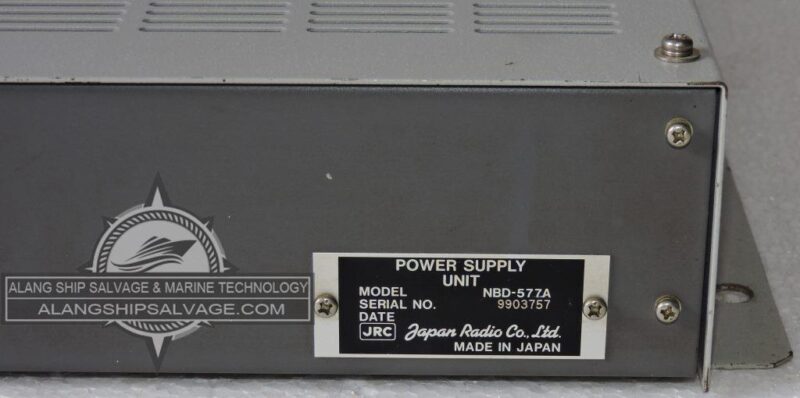 ALANG SHIP SALVAGE & MARINE TECHNOLOGY
ALANGSHIPSALVAGE.COM
POWER SUPPLY
UNIT
MODEL NBD-577A
SERIAL NO. 9903757
DATE
JRC Japan Radio Co., Ltd.
MADE IN JAPAN